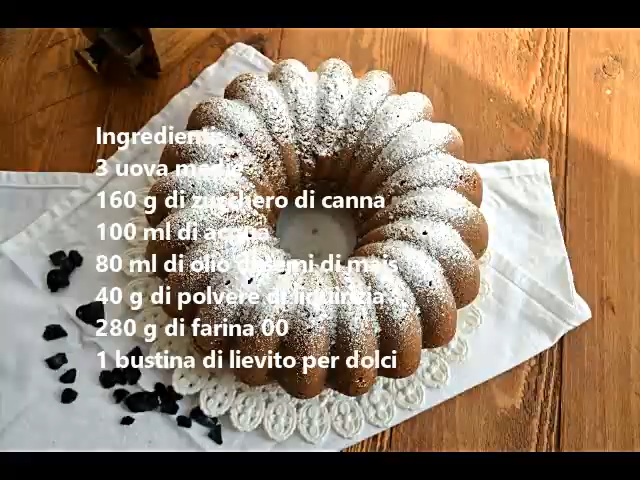 Ingredienti:
3 uova medie
160 g di zucchero di canna
100 ml di acqua
80 ml di olio di semi di mais
40 g di polvere di liquirizia
280 g di farina 00
1 bustina di lievito per dolci